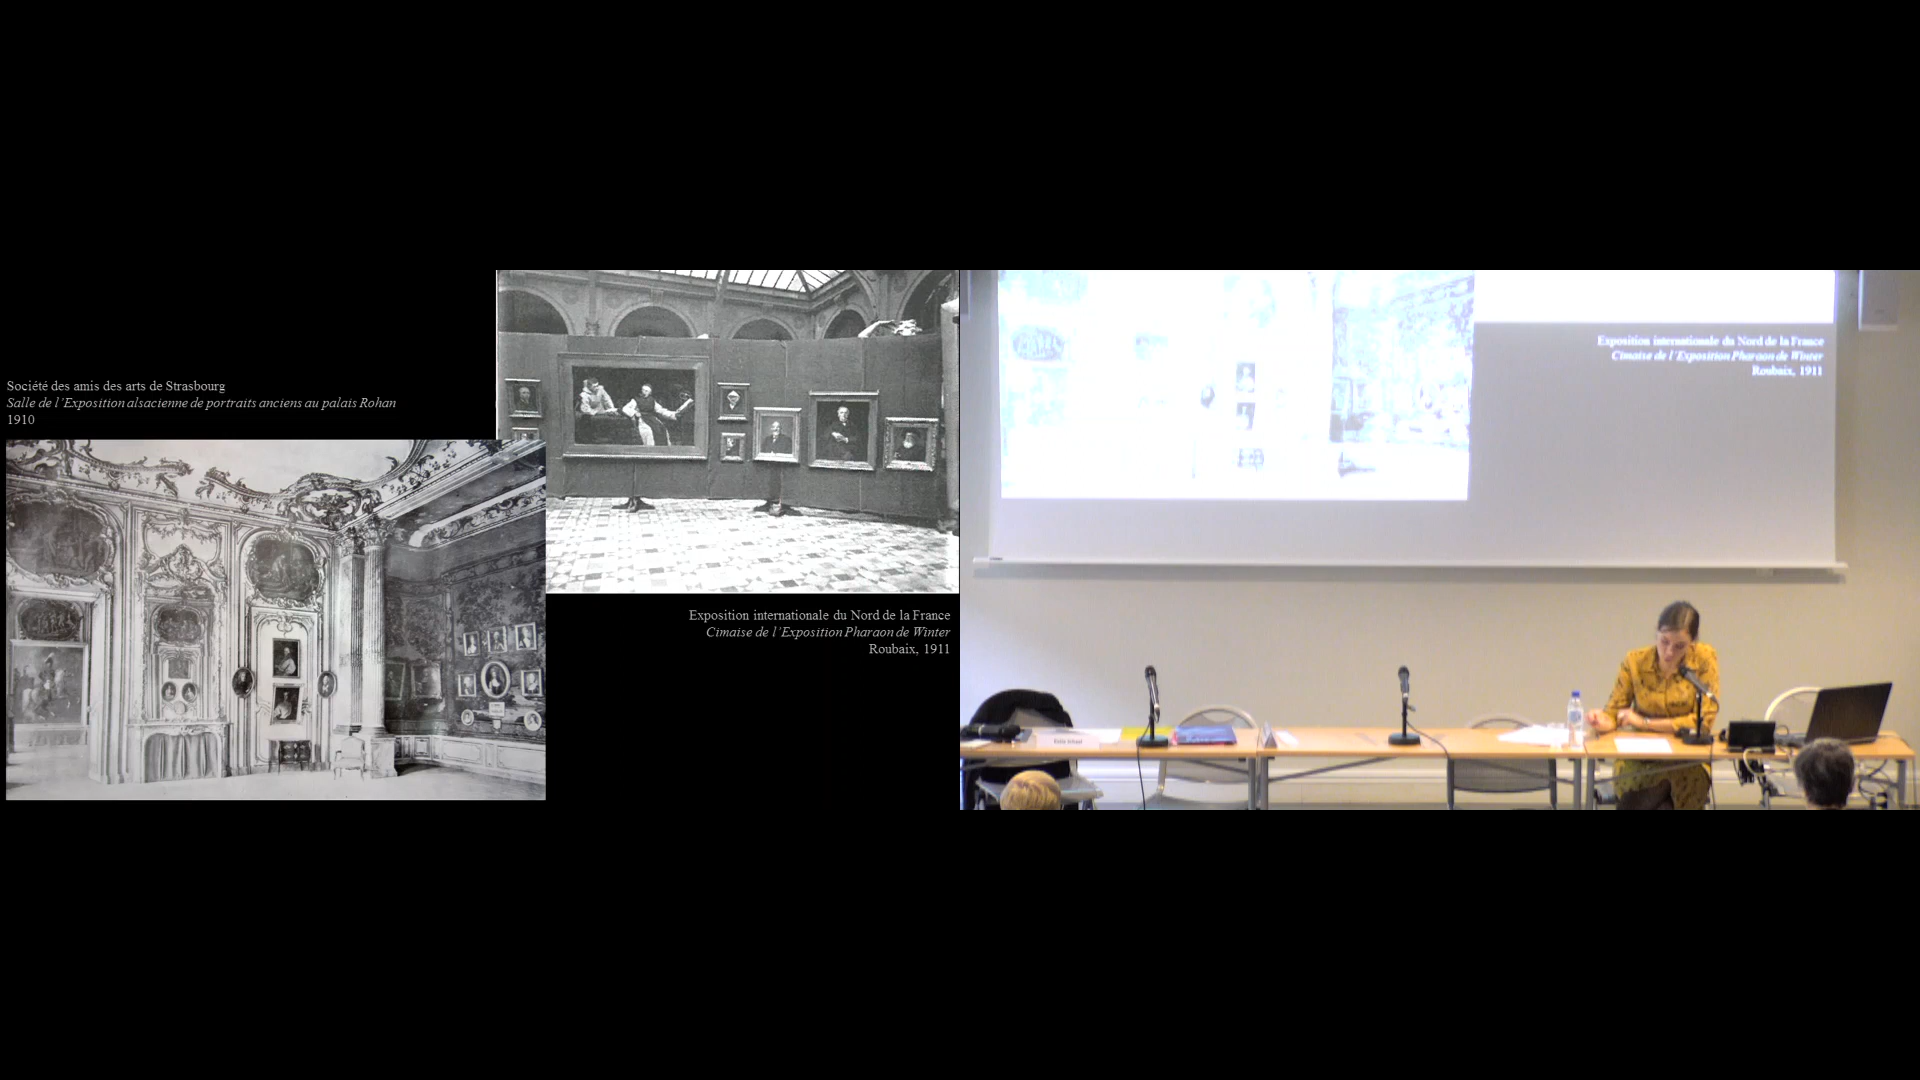 Société des amis des arts de Strasbourg
Salle de l'Exposition alsacienne de portraits anciens au palais Rohan
1910
Exposition internationale du Nord de la France
Cimaise de l'Exposition Pharaon de Winter
Roubaix, 1911
Exposition internationale du Nord de la France
Cimaise de l'Exposition Pharaon de Winter
Roubaix, 1911